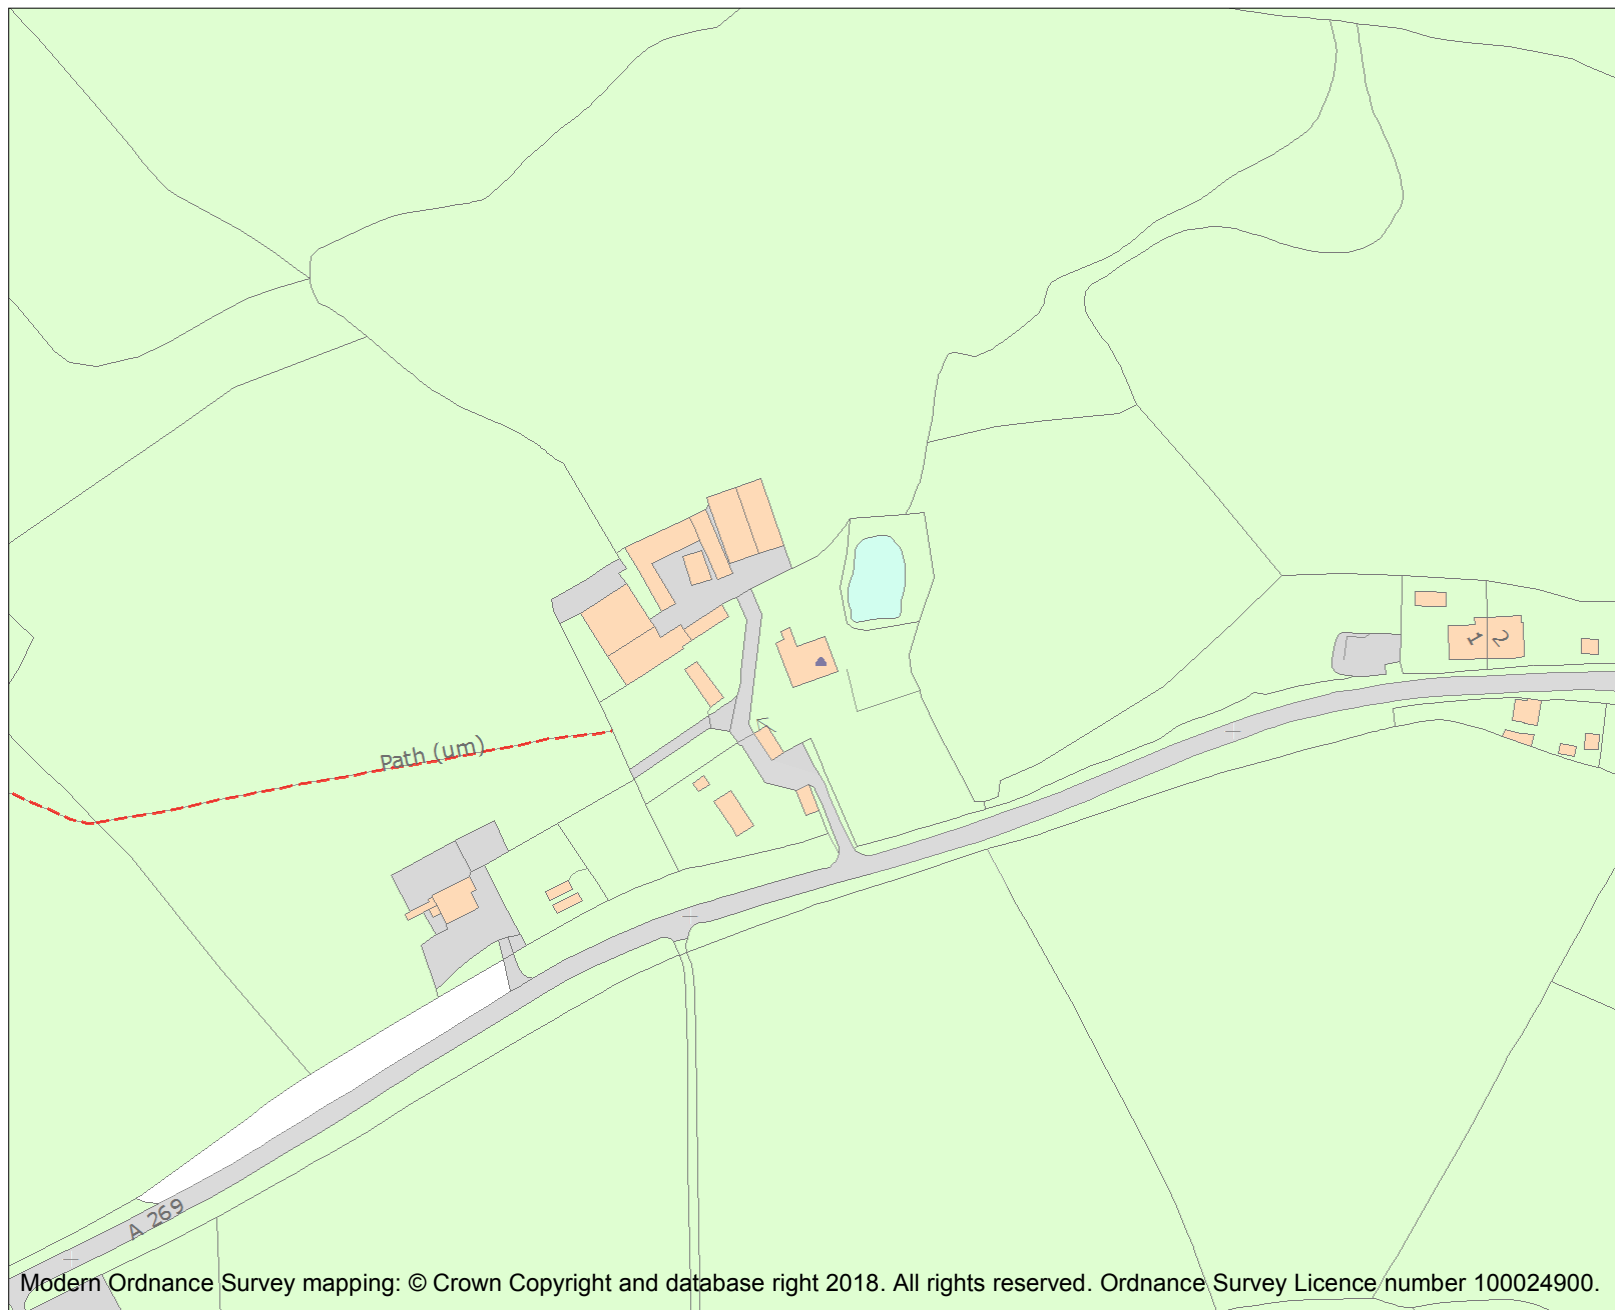 1
2
Path (um)
A 269
Modern Ordnance Survey mapping: © Crown Copyright and database right 2018. All rights reserved. Ordnance Survey Licence number 100024900.